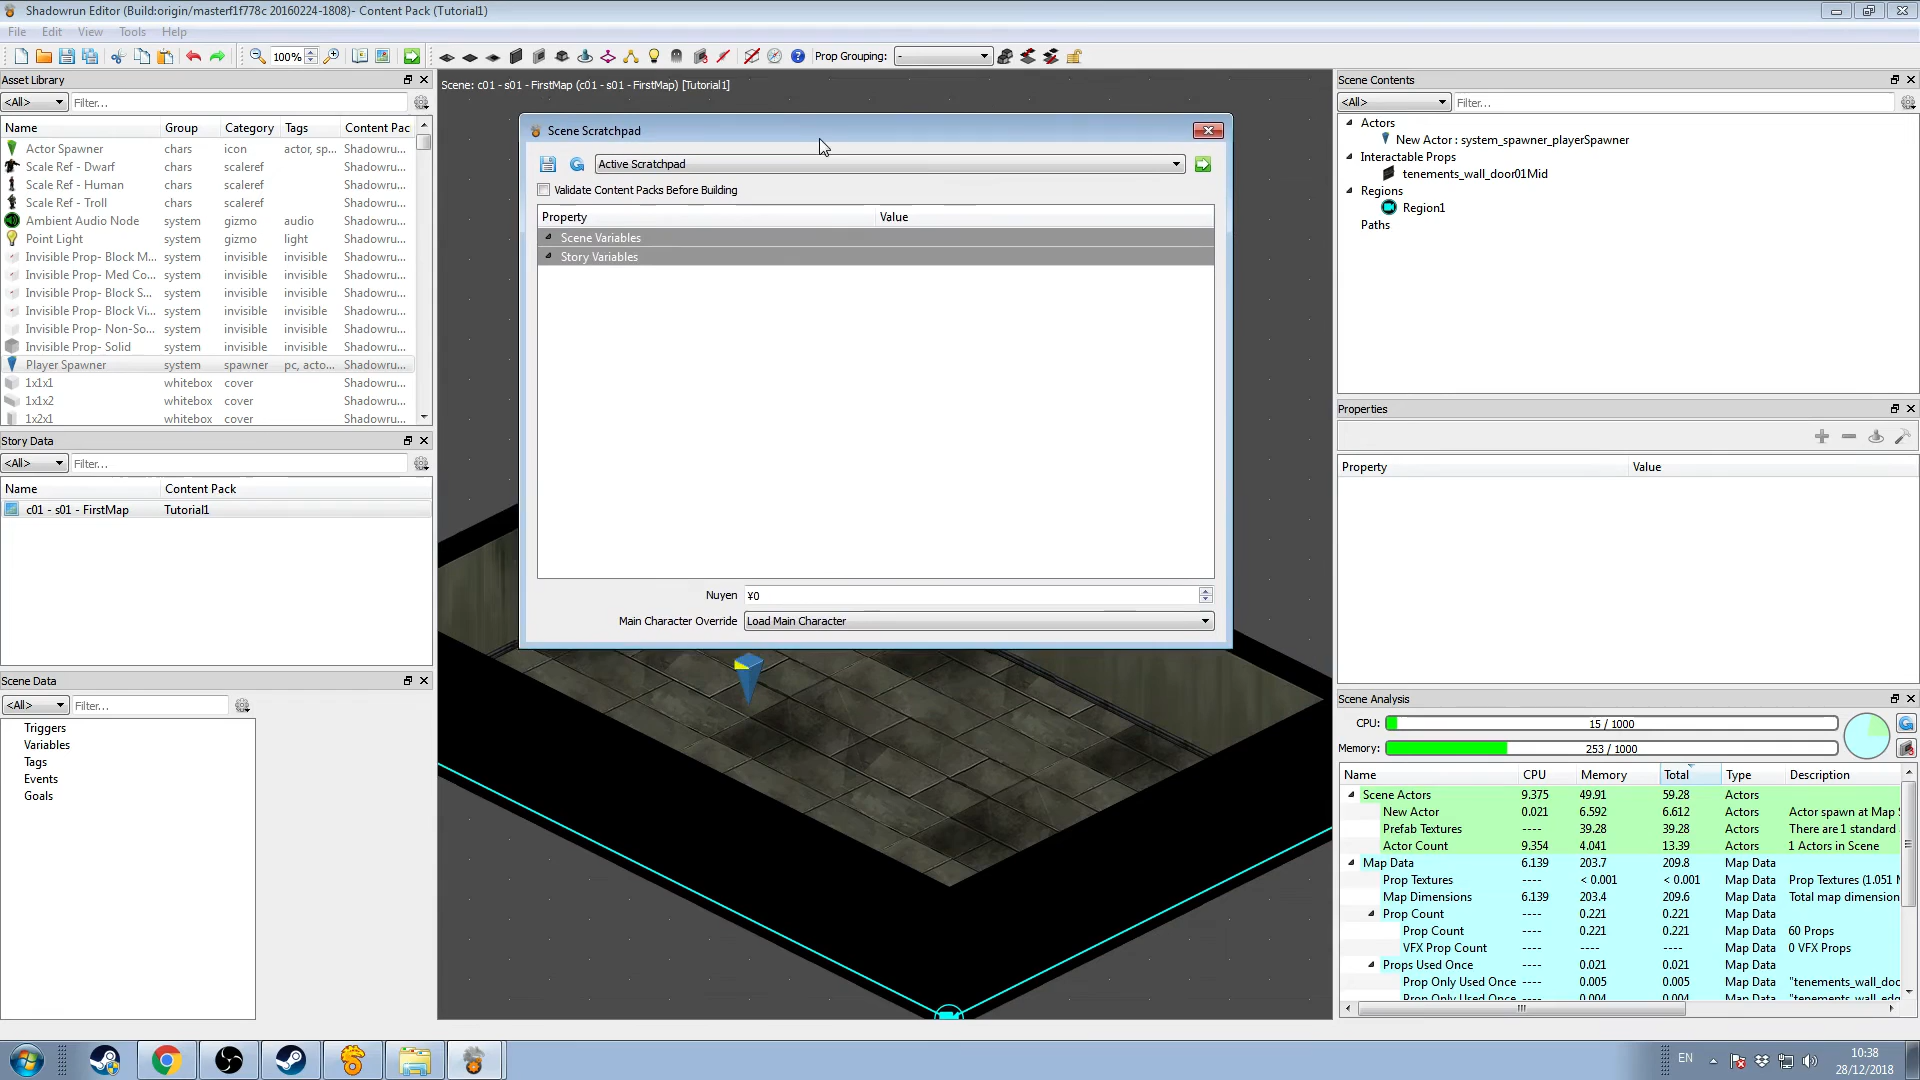 Shadowrun Editor (Build:origin/masterf1f778c 20160224-1808)- Content Pack (Tutorial1)
File Edit View Tools Help
100% Prop Grouping: -
Asset Library
<All> Filter...
Name Group Category Tags Content Pac
Actor Spawner chars icon actor, sp...
Scale Ref - Dwarf chars scaleref Shadowru...
Scale Ref - Human chars scaleref Shadowru...
Scale Ref - Troll chars scaleref Shadowru...
Ambient Audio Node system gizmo audio Shadowru...
Point Light system gizmo light Shadowru...
Invisible Prop- Block M... system invisible invisible Shadowru...
Invisible Prop- Med Co... system invisible invisible Shadowru...
Invisible Prop- Block S... system invisible invisible Shadowru...
Invisible Prop- Block Vi... system invisible invisible Shadowru...
Invisible Prop- Non-So... system invisible invisible Shadowru...
Invisible Prop- Solid system invisible invisible Shadowru...
Player Spawner system spawner pc, acto... Shadowru...
1x1x1 whitebox cover Shadowru...
1x1x2 whitebox cover Shadowru...
1x2x1 whitebox cover Shadowru...
Story Data
<All> Filter...
Name Content Pack
c01 - s01 - FirstMap Tutorial1
Scene Data
<All> Filter...
Triggers
Variables
Tags
Events
Goals
Scene: c01 - s01 - FirstMap (c01 - s01 - FirstMap) [Tutorial1]
Scene Scratchpad
Active Scratchpad
Validate Content Packs Before Building
Property Value
Scene Variables
Story Variables
Nuyen ¥0
Main Character Override Load Main Character
Scene Contents
<All> Filter...
Actors
New Actor : system_spawner_playerSpawner
Interactable Props
tenements_wall_door01Mid
Regions
Region1
Paths
Properties
Property Value
Scene Analysis
CPU: 15 / 1000
Memory: 253 / 1000
Name CPU Memory Total Type Description
Scene Actors 9.375 49.91 59.28 Actors
New Actor 0.021 6.592 6.612 Actors Actor spawn at Map
Prefab Textures ---- 39.28 39.28 Actors There are 1 standard
Actor Count 9.354 4.041 13.39 Actors 1 Actors in Scene
Map Data 6.139 203.7 209.8 Map Data
Prop Textures ---- < 0.001 < 0.001 Map Data Prop Textures (1.051
Map Dimensions 6.139 203.4 209.6 Map Data Total map dimension
Prop Count ---- 0.221 0.221 Map Data
Prop Count ---- 0.221 0.221 Map Data 60 Props
VFX Prop Count ---- ---- ---- Map Data 0 VFX Props
Props Used Once ---- 0.021 0.021 Map Data
Prop Only Used Once ---- 0.005 0.005 Map Data "tenements_wall_doc
Prop Only Used Once ---- 0.004 0.004 Map Data "tenements_wall_edg
EN 10:38
28/12/2018